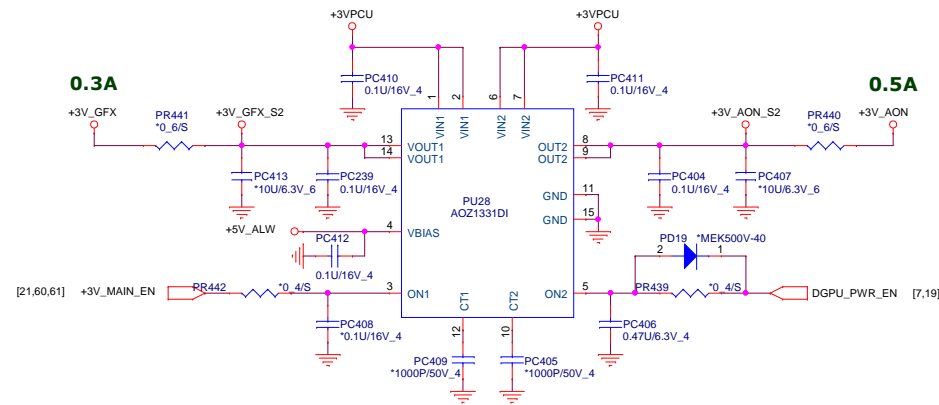 +3VPCU
+3VPCU
0.3A
0.5A
PC410
0.1U/16V_4
PC411
0.1U/16V_4
1
2
6
7
+3V_GFX
+3V_GFX_S2
+3V_AON_S2
+3V_AON
PR441
*0_6/S
PR440
*0_6/S
VIN1
VIN1
VIN2
VIN2
13
VOUT1
14
VOUT1
8
OUT2
9
OUT2
PC413
*10U/6.3V_6
PC239
0.1U/16V_4
PC404
0.1U/16V_4
PC407
*10U/6.3V_6
PU28
AOZ1331DI
11
GND
15
GND
+5V_ALW
4
VBIAS
PC412
0.1U/16V_4
PD19
*MEK500V-40
2
1
[21,60,61]
+3V_MAIN_EN
PR442
*0_4/S
3
ON1
CT1
CT2
ON2
5
PR439
*0_4/S
DGPU_PWR_EN
[7,19]
PC408
*0.1U/16V_4
PC406
0.47U/6.3V_4
12
10
PC409
*1000P/50V_4
PC405
*1000P/50V_4